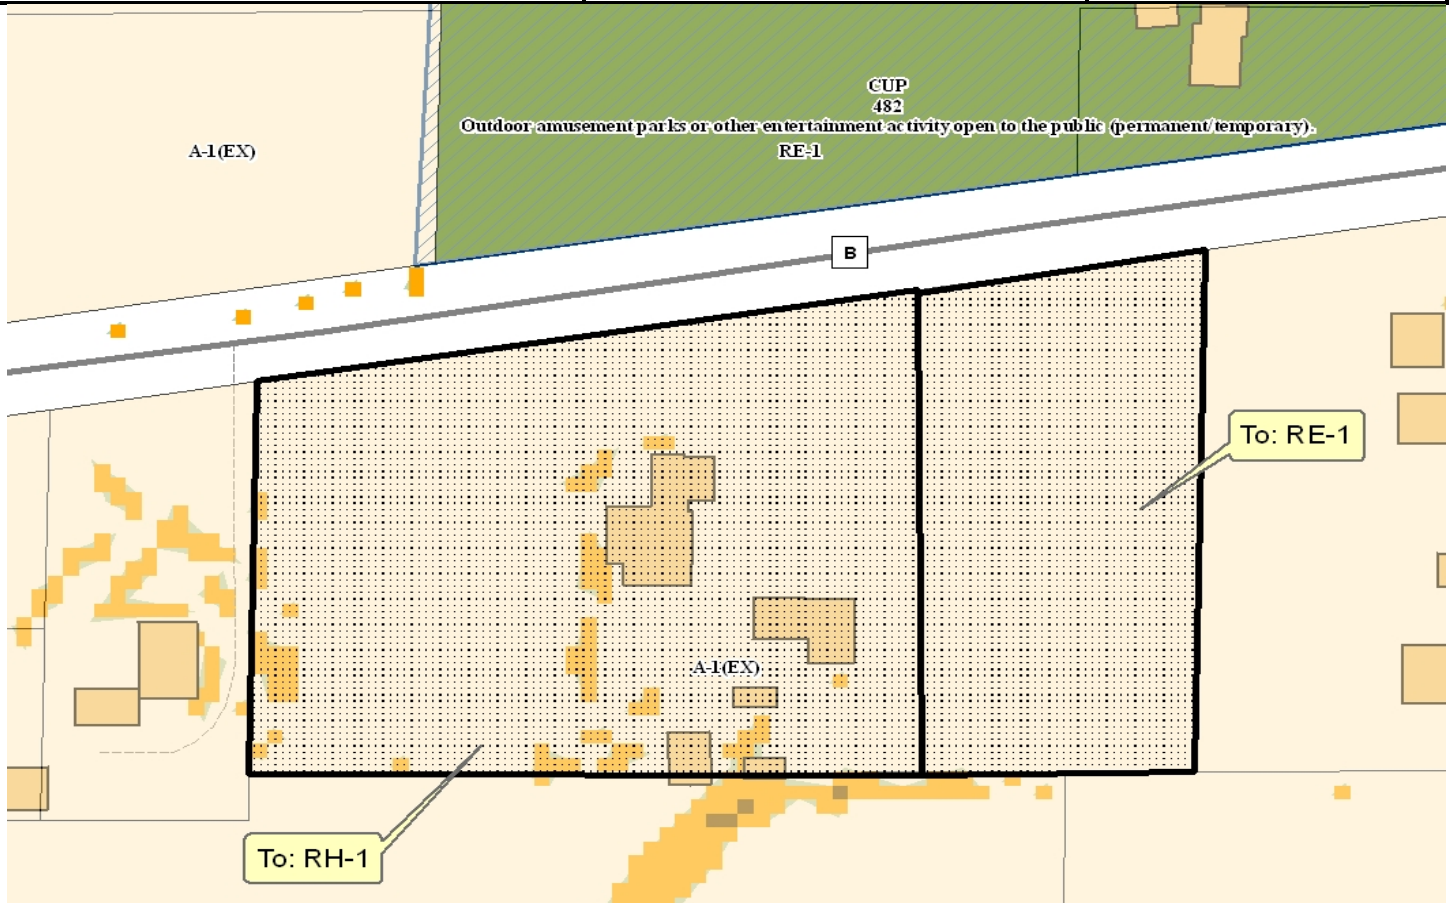 CUP
482
Outdoor amusement parks or other entertainment activity open to the public (permanent/temporary).
A-1(EX)
RE-1
B
To: RE-1
A-1(EX)
To: RH-1